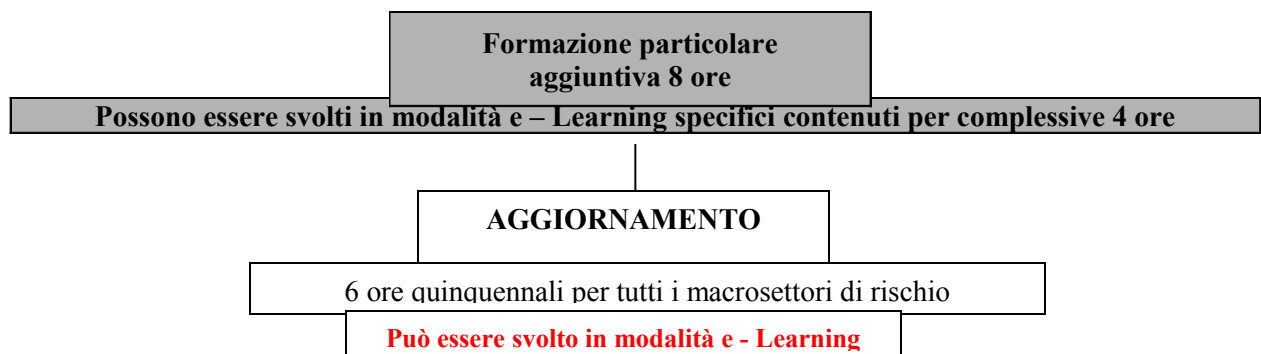 Formazione particolare
aggiuntiva 8 ore
Possono essere svolti in modalità e – Learning specifici contenuti per complessive 4 ore
AGGIORNAMENTO
6 ore quinquennali per tutti i macrosettori di rischio
Può essere svolto in modalità e - Learning